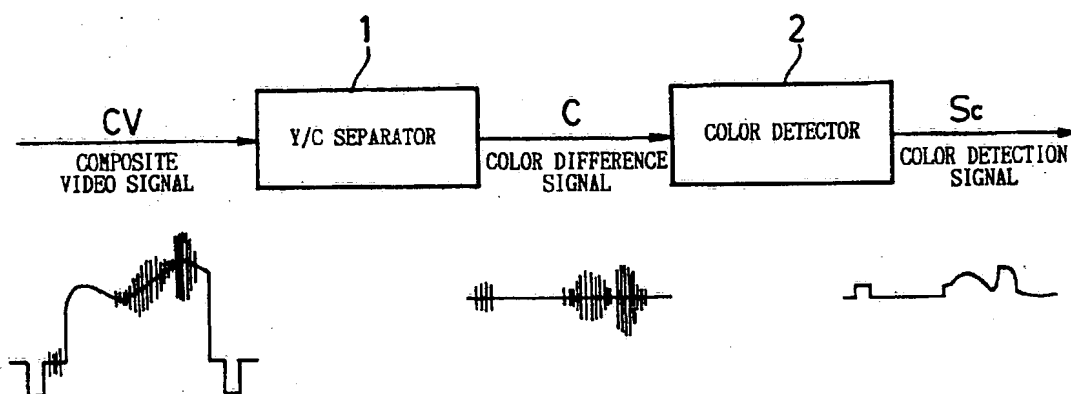 1
2
CV
COMPOSITE
VIDEO SIGNAL
Y/C SEPARATOR
C
COLOR DIFFERENCE
SIGNAL
COLOR DETECTOR
Sc
COLOR DETECTION
SIGNAL